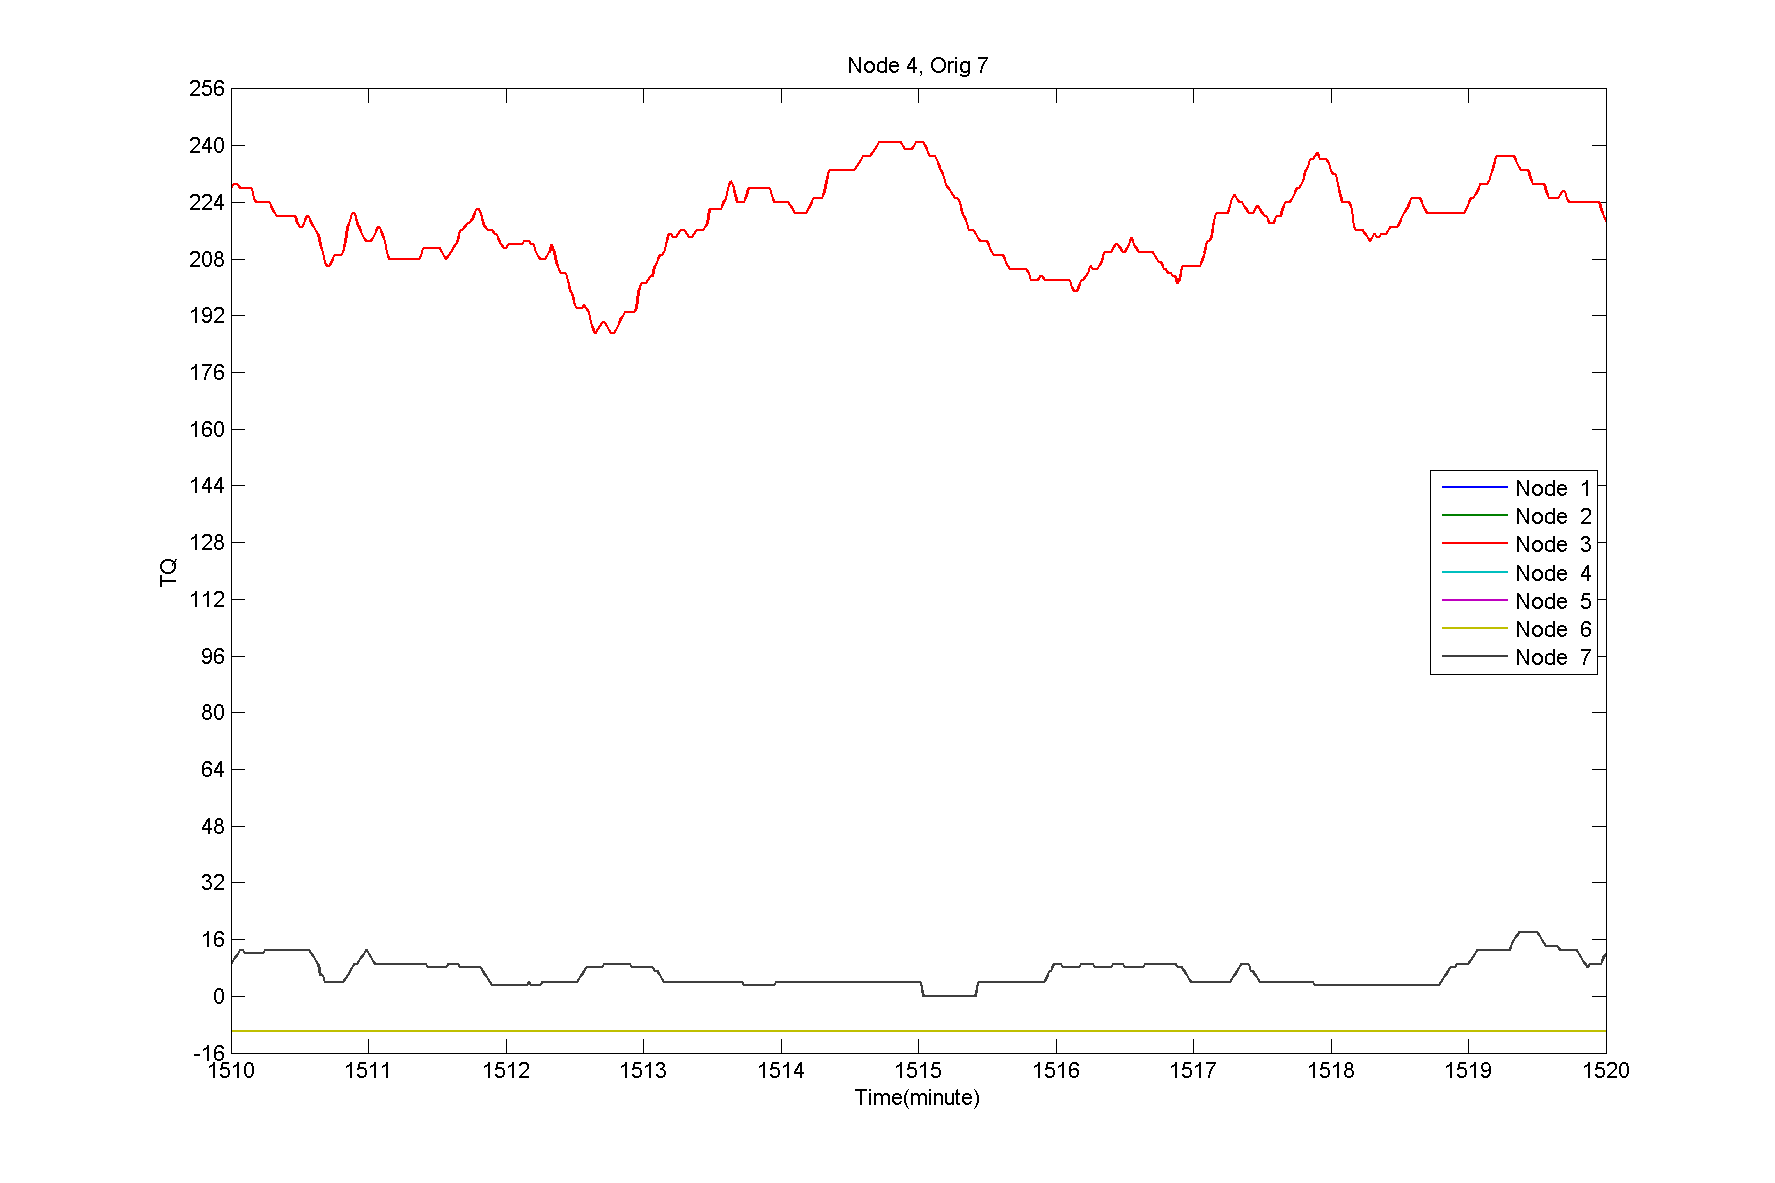 Node 4, Orig 7
256
240
224
208
192
176
160
144
128
112
96
80
64
48
32
16
0
-16
TQ
Node 1
Node 2
Node 3
Node 4
Node 5
Node 6
Node 7
1510 1511 1512 1513 1514 1515 1516 1517 1518 1519 1520
Time(minute)